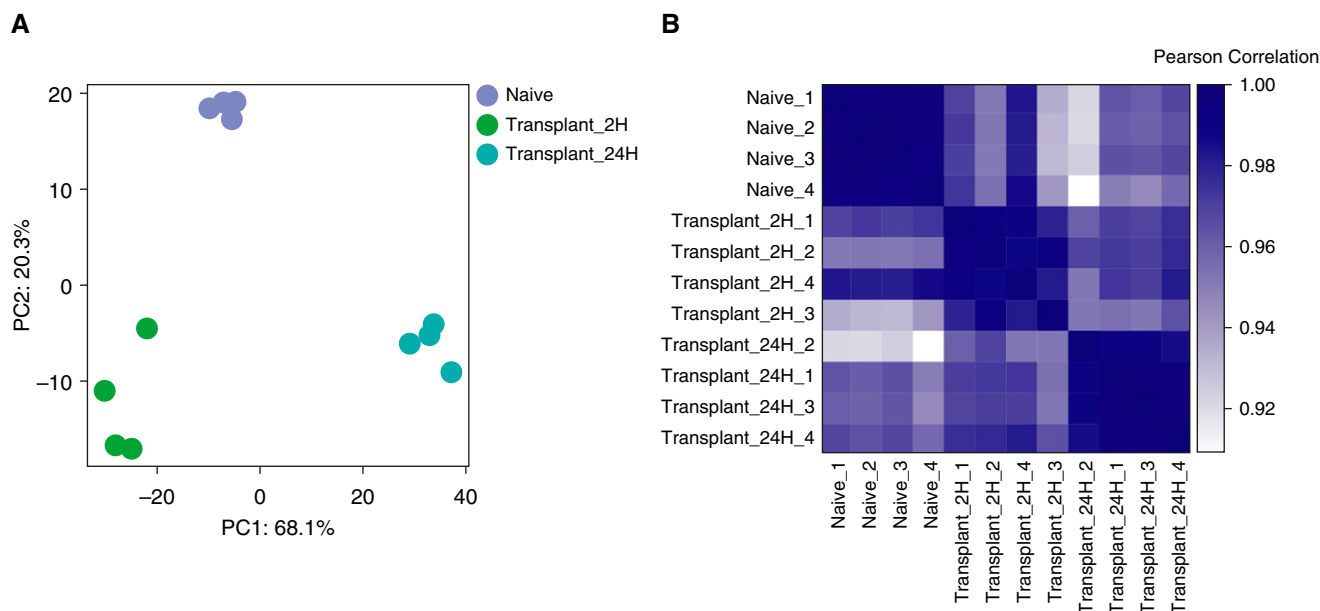 A
20
10
0
−10
PC2: 20.3%
−20
0
20
40
PC1: 68.1%
Naive
Transplant_2H
Transplant_24H
B
Pearson Correlation
Naive_1
Naive_2
Naive_3
Naive_4
Transplant_2H_1
Transplant_2H_2
Transplant_2H_4
Transplant_2H_3
Transplant_24H_2
Transplant_24H_1
Transplant_24H_3
Transplant_24H_4
Naive_1
Naive_2
Naive_3
Naive_4
Transplant_2H_1
Transplant_2H_2
Transplant_2H_4
Transplant_2H_3
Transplant_24H_2
Transplant_24H_1
Transplant_24H_3
Transplant_24H_4
1.00
0.98
0.96
0.94
0.92